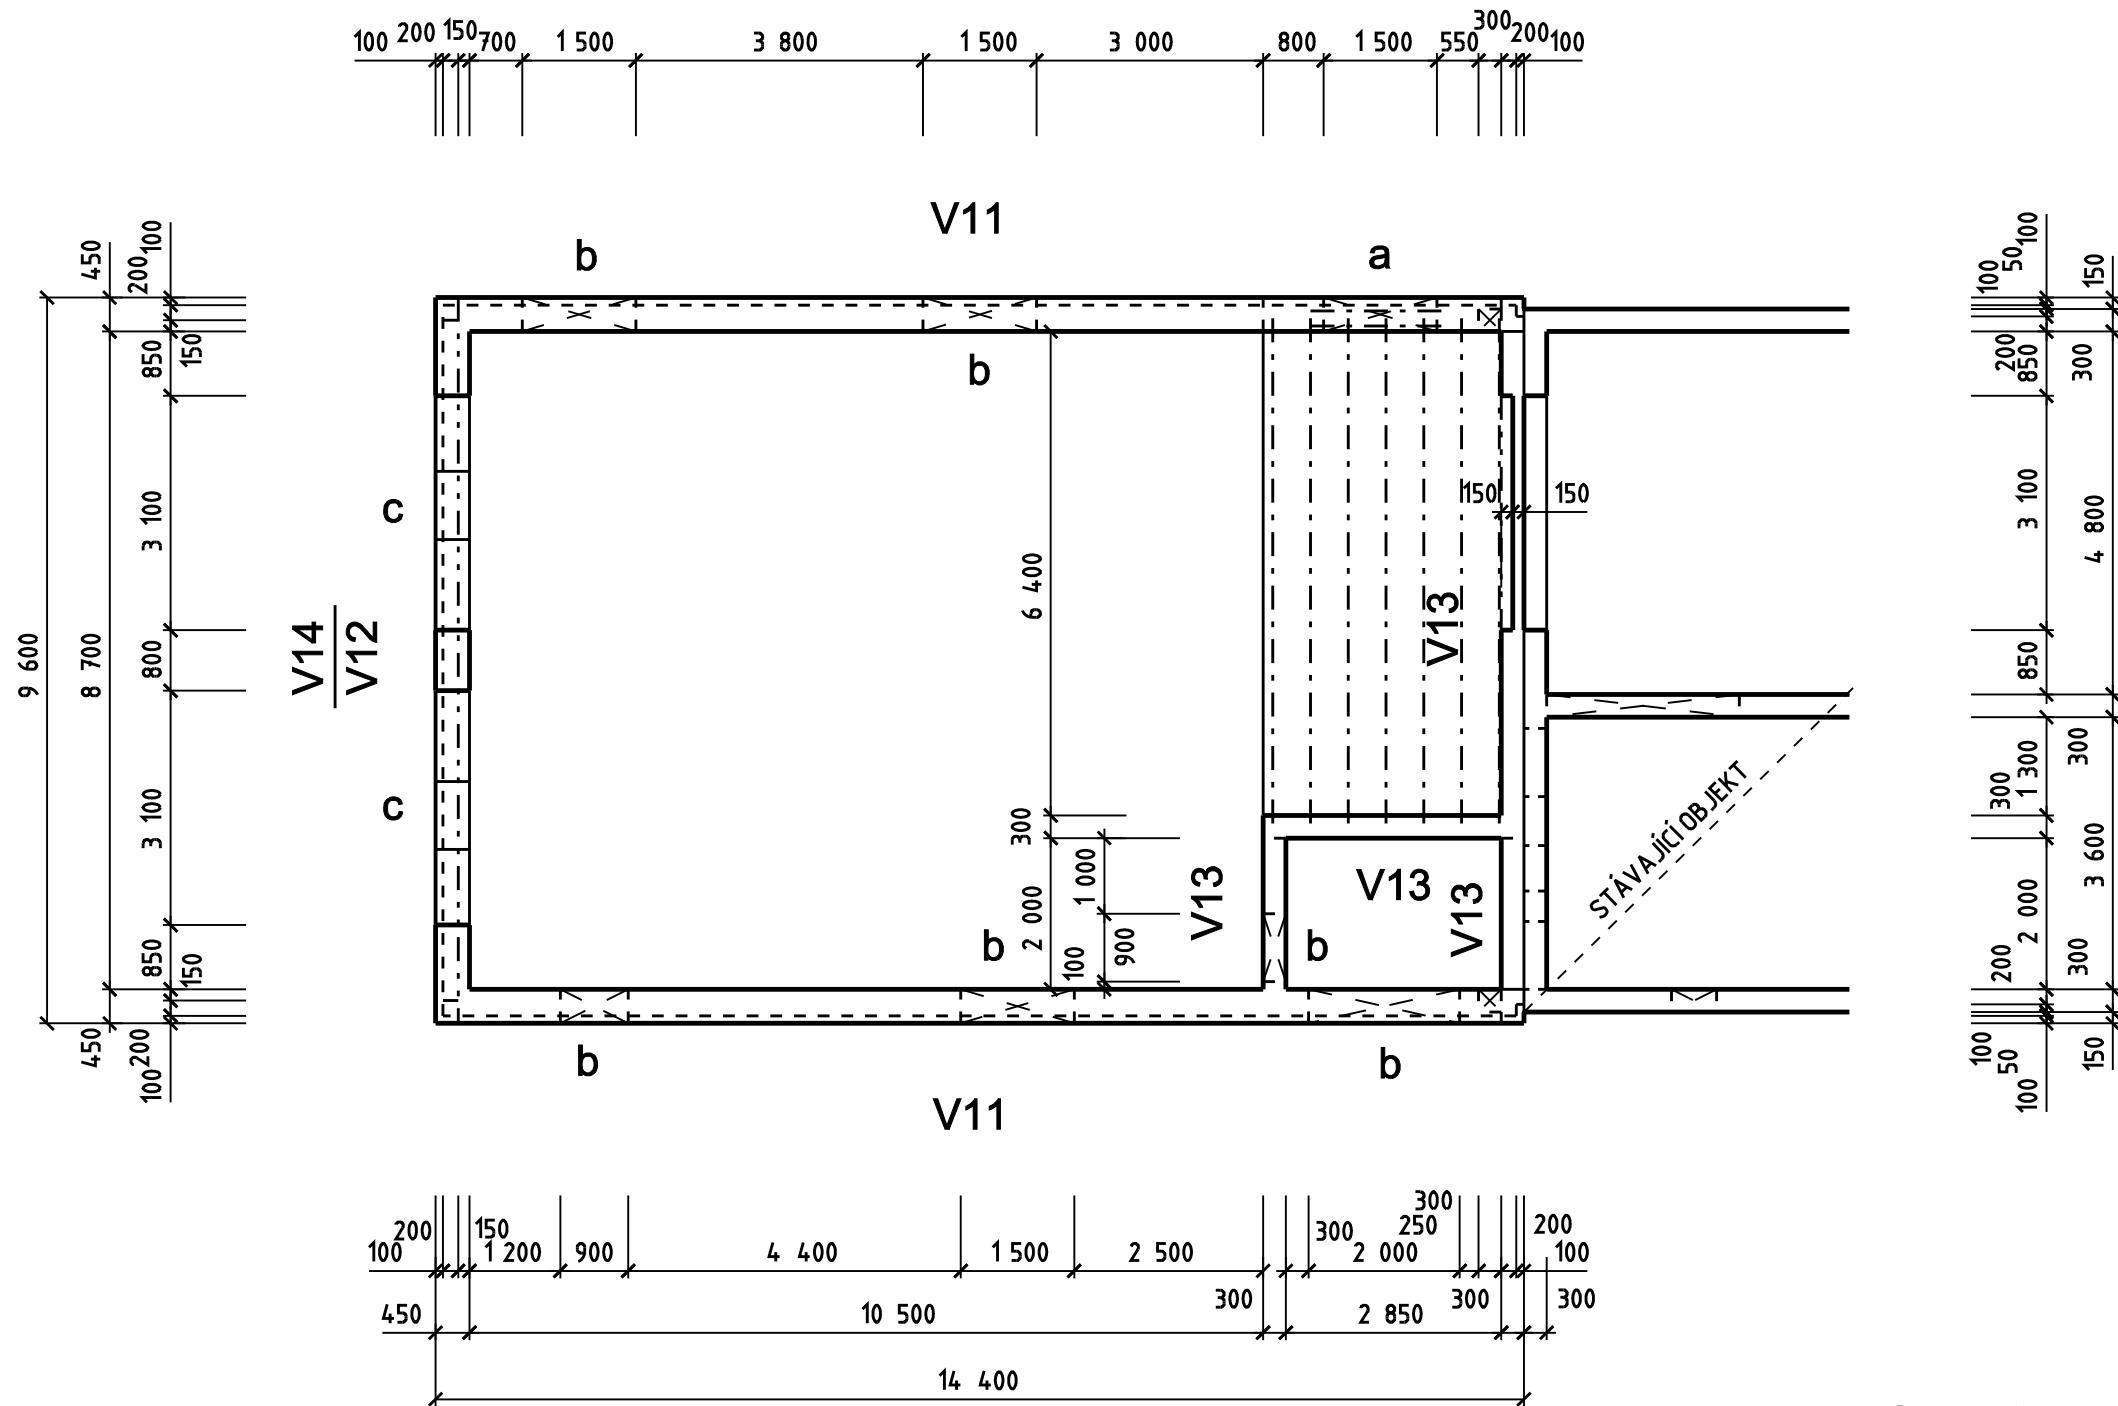 100 200 150 700 1 500 3 800 1 500 3 000 800 1 500 550 300 200 100
V11
b a
b
450 200 100
850 150
3 100
800
3 100
850 150
450 200 100
8 700
9 600
c
c
V14
V12
6 400
300
2 000
1 000
900
100
150 150
V13
V13
V13
V13
b b
b b
V11
STÁVAJÍCÍ OBJEKT
100 50 100 150
200 850 300
3 100
4 800
850
300 1 300 300
3 600
200 2 000 300
100 50 100 150
100 200 150 1 200 900 4 400 1 500 2 500 300 2 000 250 300 200 100
450 10 500 300 2 850 300 300
14 400